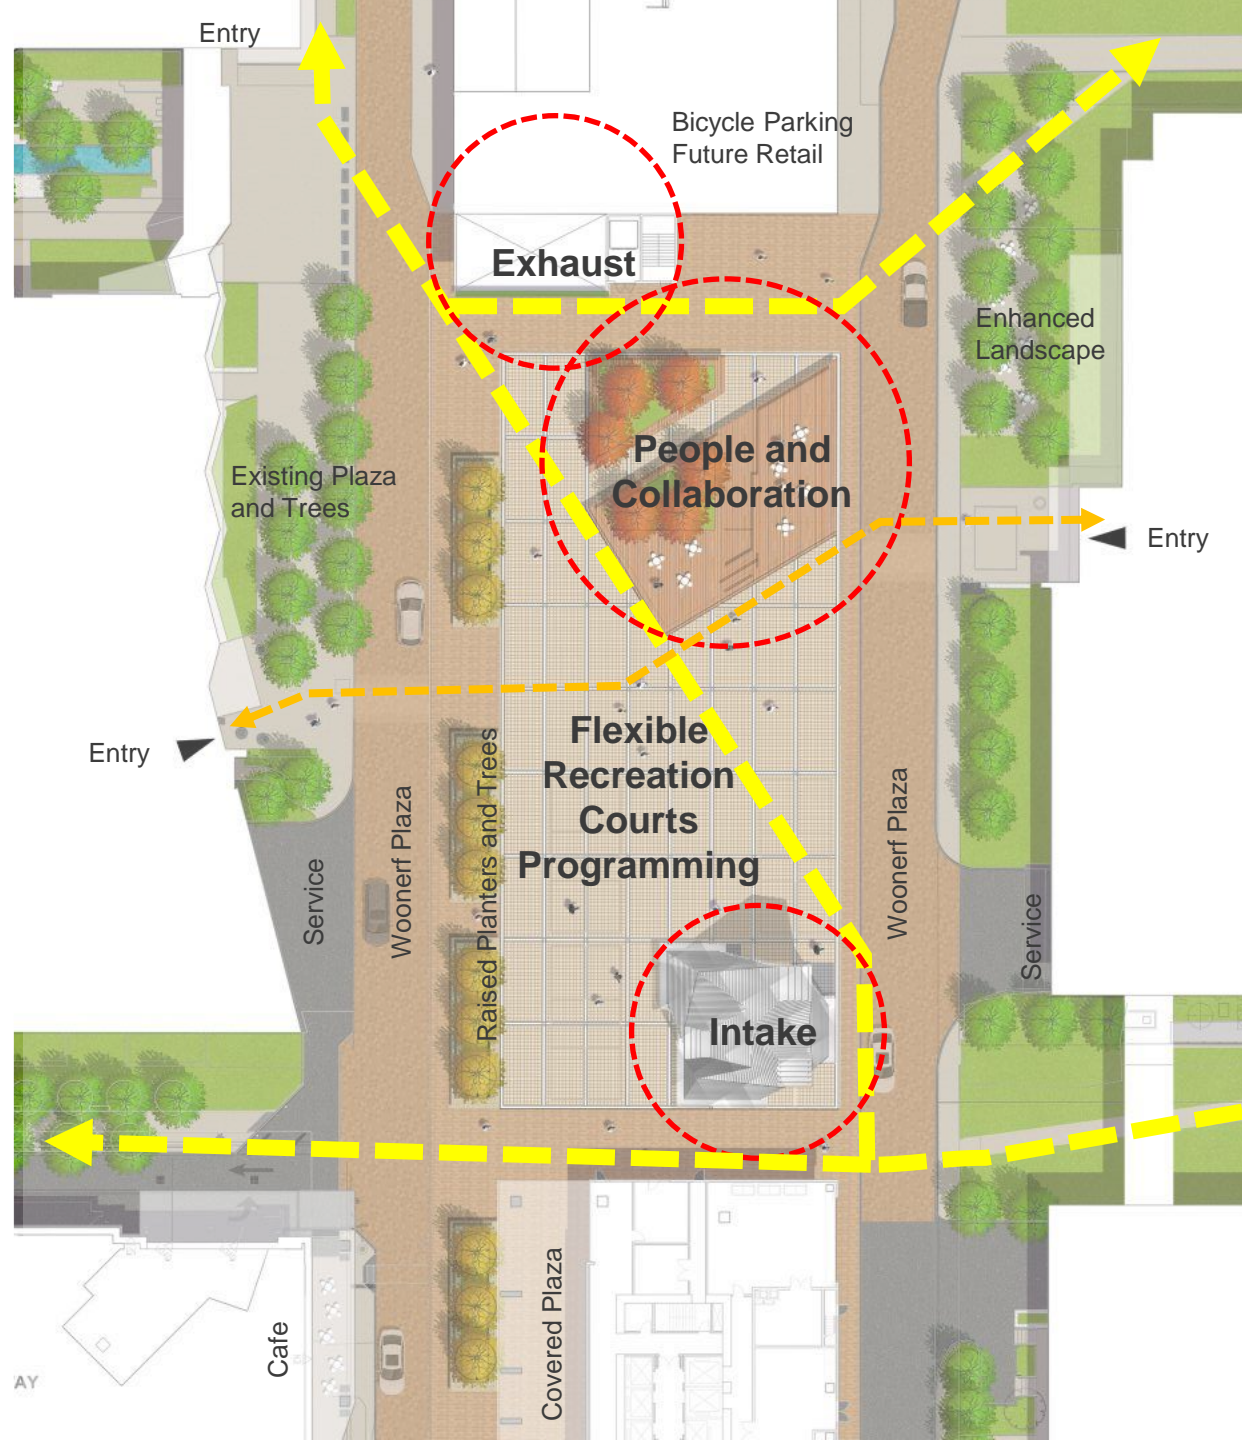 Entry
Bicycle Parking
Future Retail
Exhaust
Enhanced
Landscape
People and
Collaboration
Existing Plaza
and Trees
Entry
Entry
Flexible
Recreation
Courts
Programming
Raised Planters and Trees
Woonerf Plaza
Woonerf Plaza
Service
Service
Intake
Covered Plaza
Cafe
AY